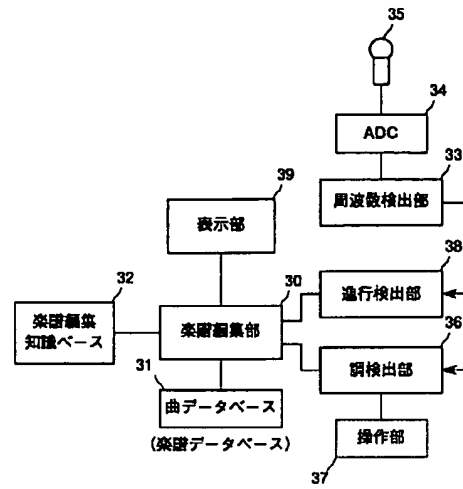 35
34
ADC
33
周波数検出部
39
表示部
38
進行検出部
30
32
楽譜編集
知識ベース
楽譜編集部
36
調検出部
31
曲データベース
(楽譜データベース)
操作部
37